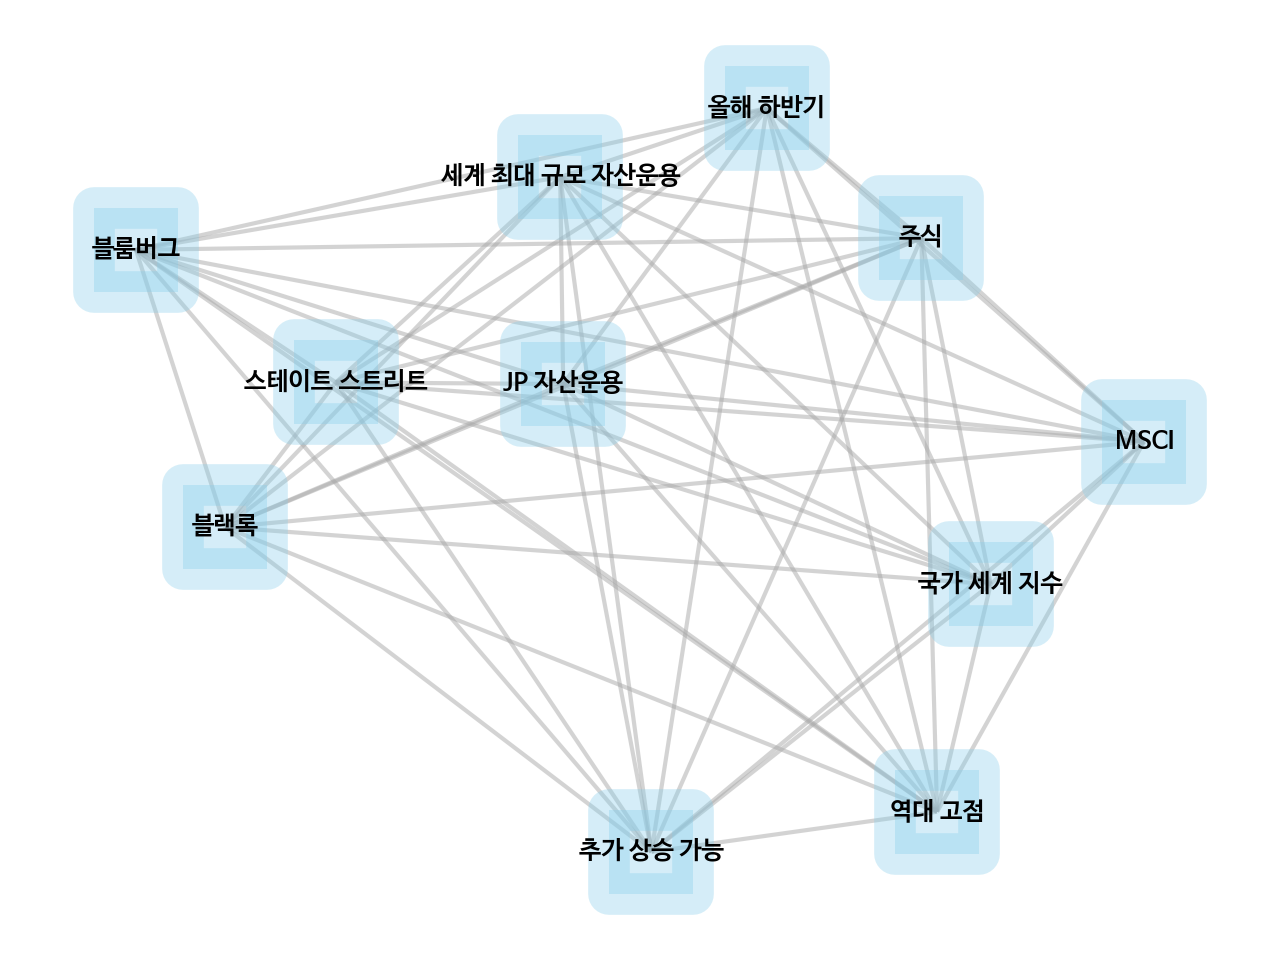 올해 하반기
세계 최대 규모 자산운용
주식
블룸버그
스테이트 스트리트
JP 자산운용
MSCI
블랙록
국가 세계 지수
역대 고점
추가 상승 가능